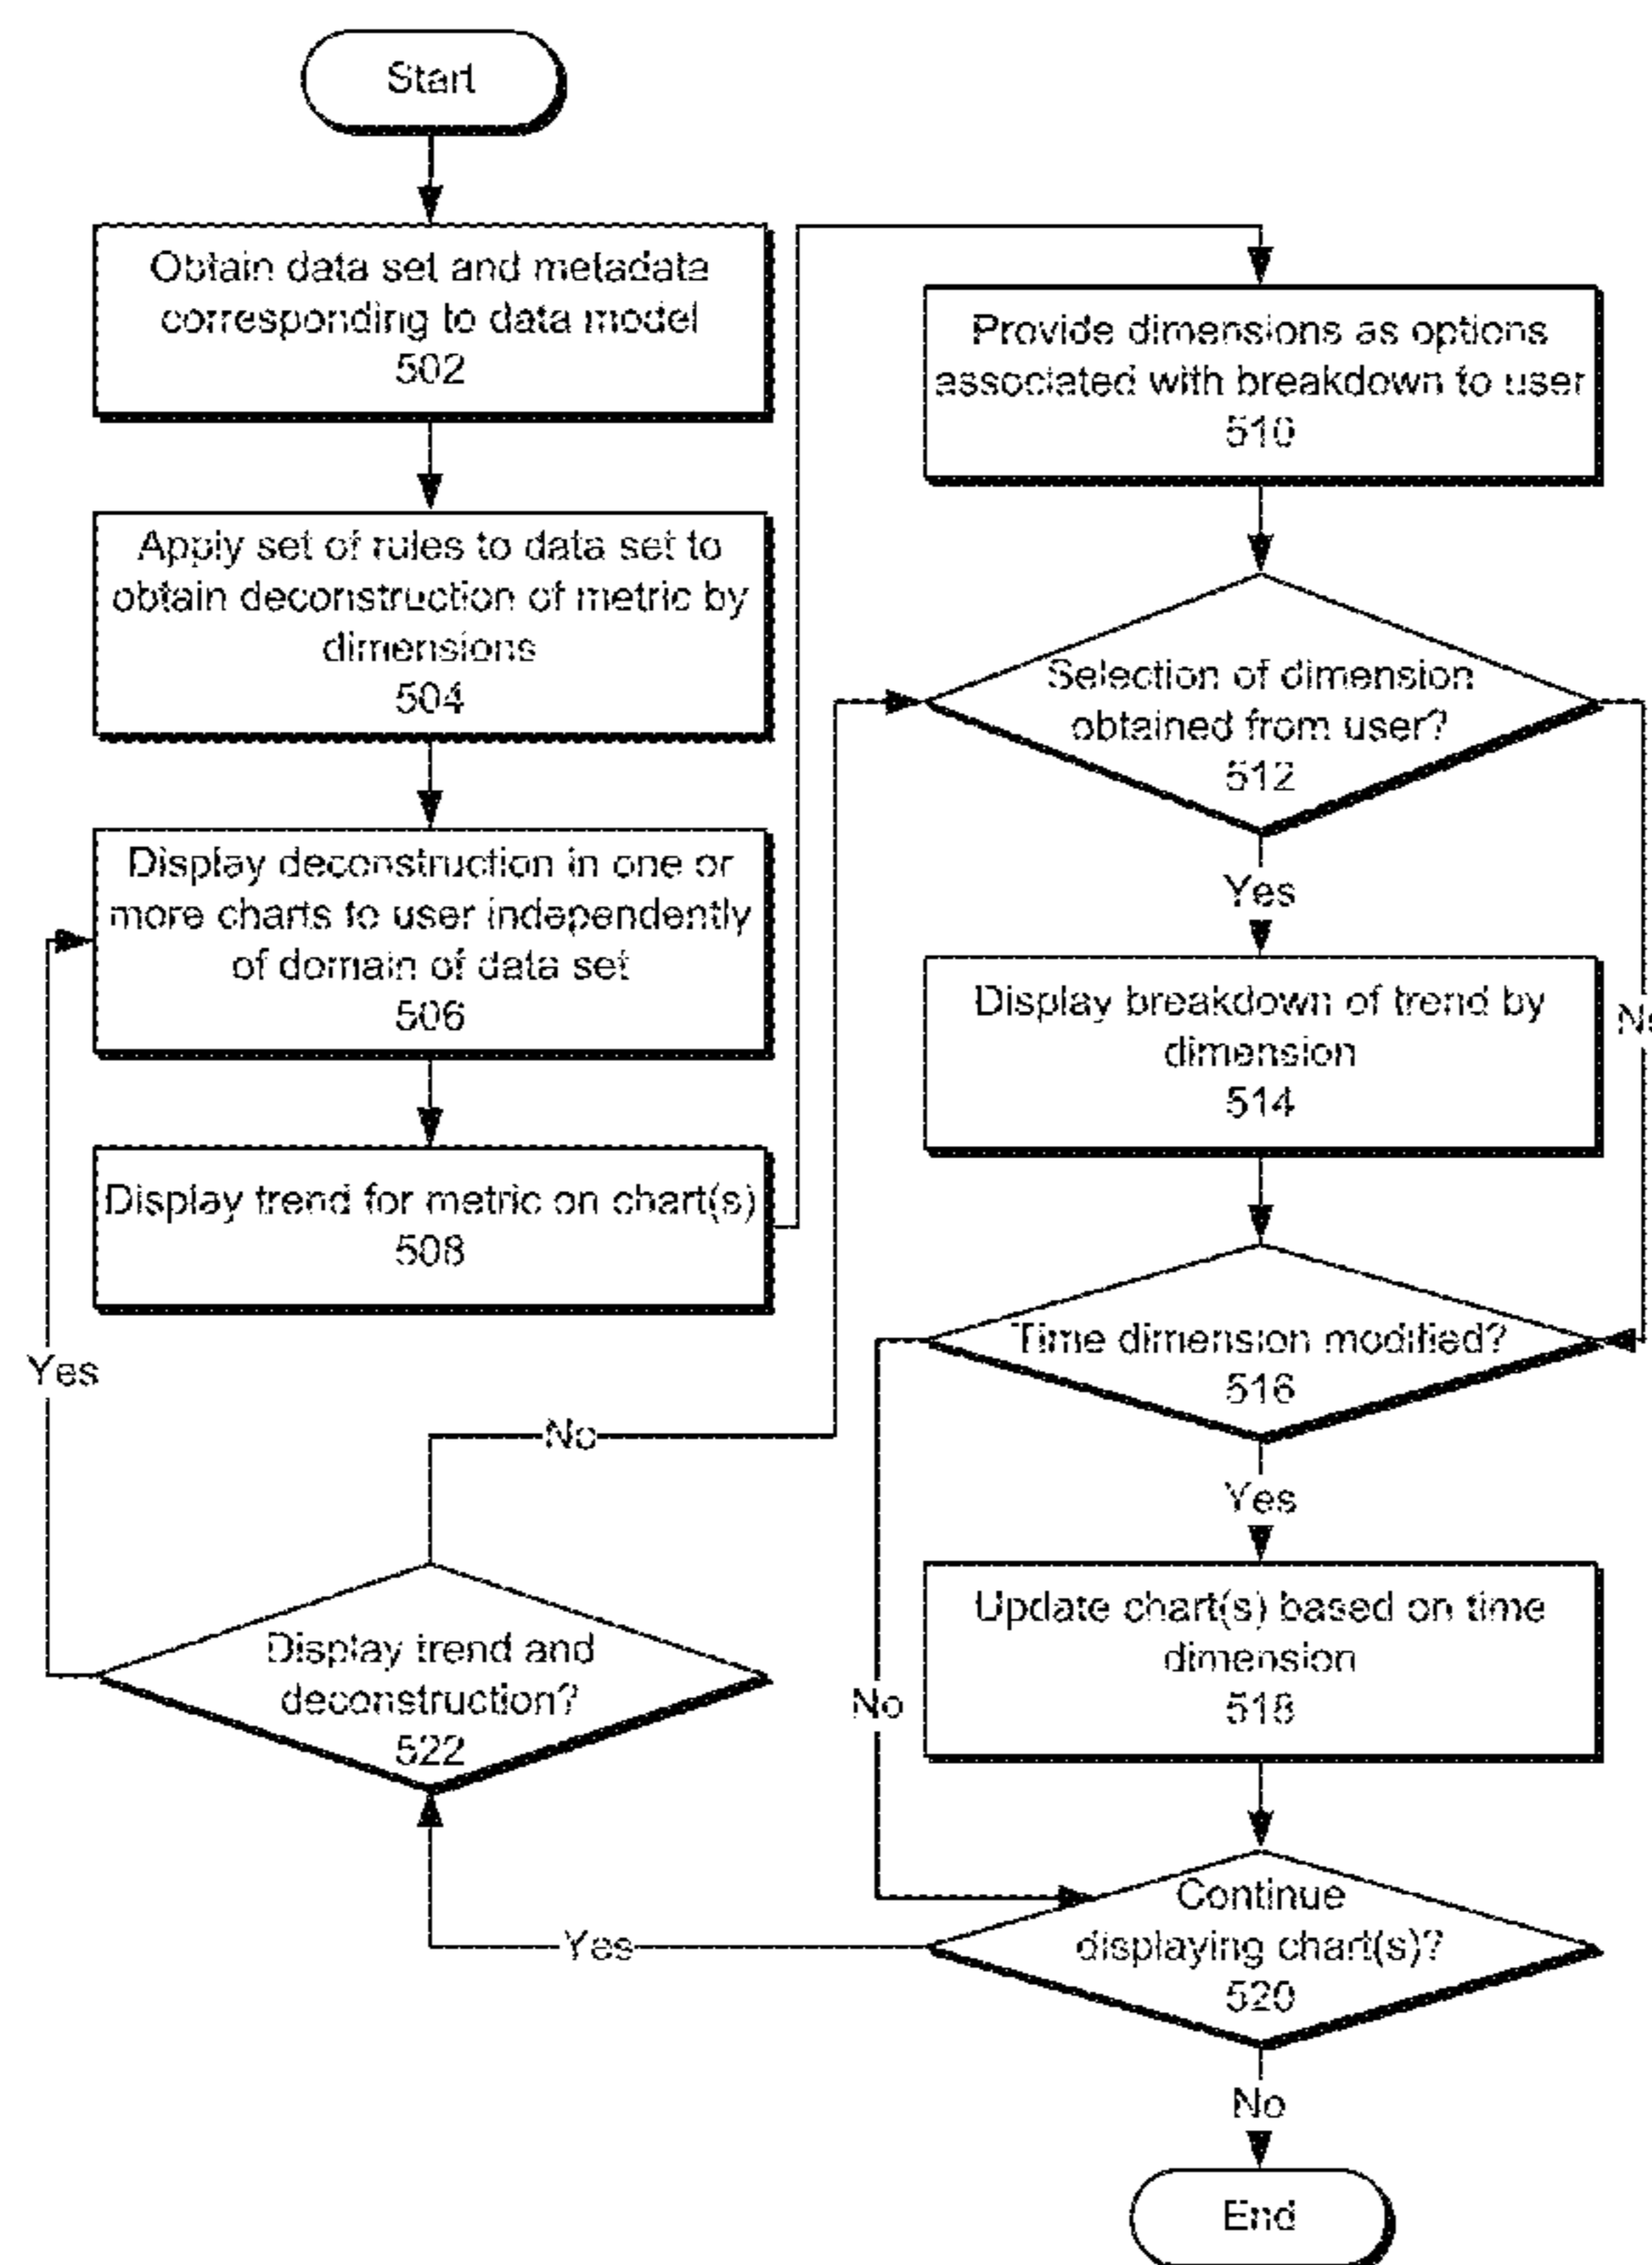 Start
Obtain data set and metadata
corresponding to data model
502
Apply set of rules to data set to
obtain deconstruction of metric by
dimensions
504
Display deconstruction in one or
more charts to user independently
of domain of data set
506
Display trend for metric on chart(s)
508
Provide dimensions as options
associated with breakdown to user
510
Selection of dimension
obtained from user?
512
Yes
No
Display breakdown of trend by
dimension
514
Time dimension modified?
516
Yes
No
Update chart(s) based on time
dimension
518
Continue
displaying chart(s)?
520
Yes
No
Display trend and
deconstruction?
522
Yes
No
End